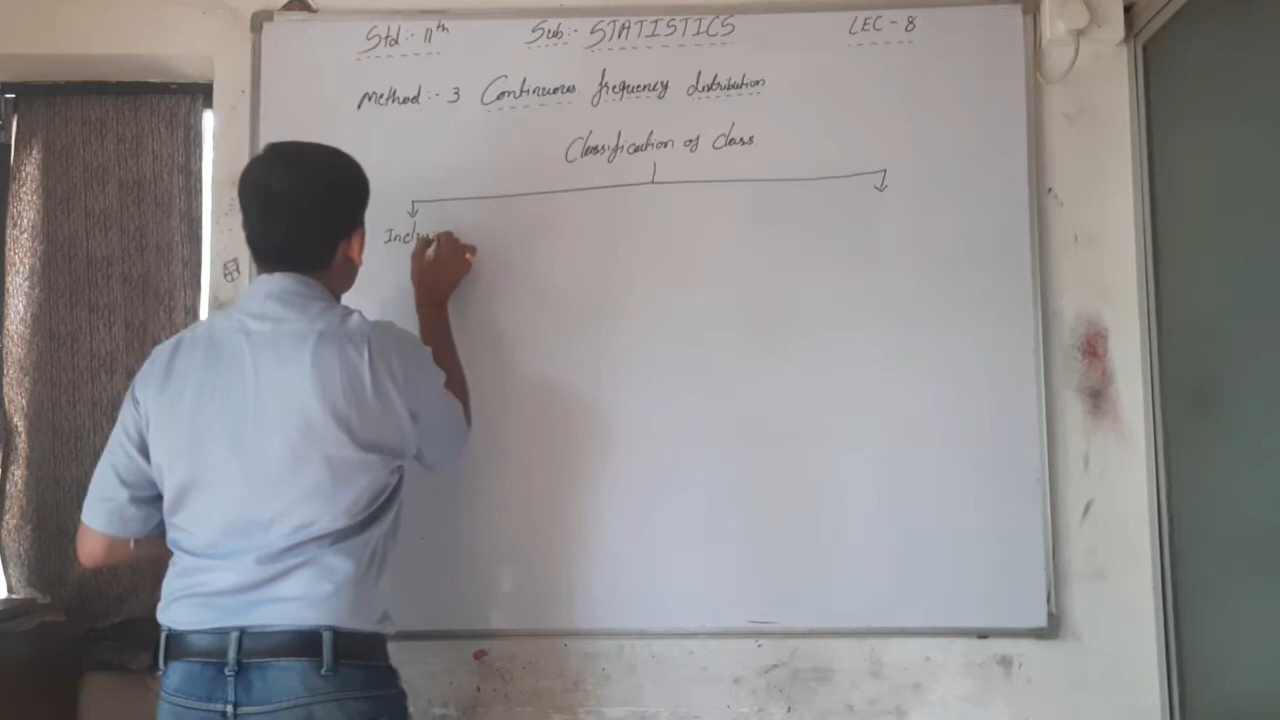 Std:- 11th Sub:- STATISTICS LEC-8
Method:- 3 Continuous frequency distribution
Classification of class